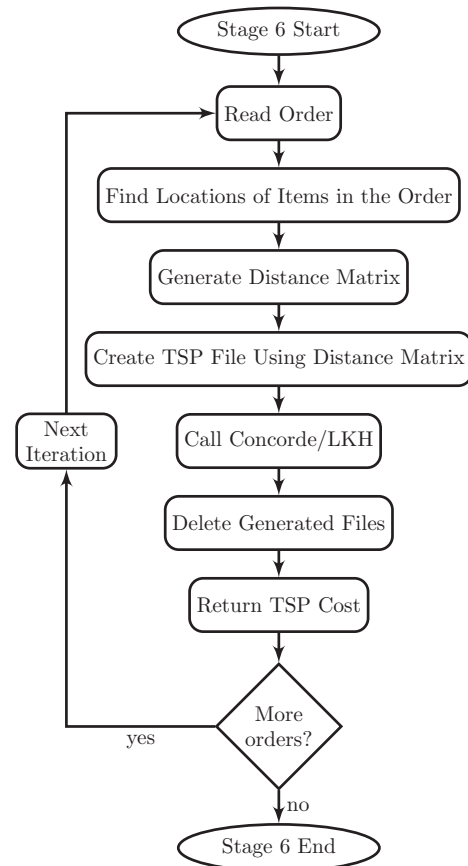 Stage 6 Start
Read Order
Find Locations of Items in the Order
Generate Distance Matrix
Create TSP File Using Distance Matrix
Next
Iteration
Call Concorde/LKH
Delete Generated Files
Return TSP Cost
More
orders?
yes
no
Stage 6 End